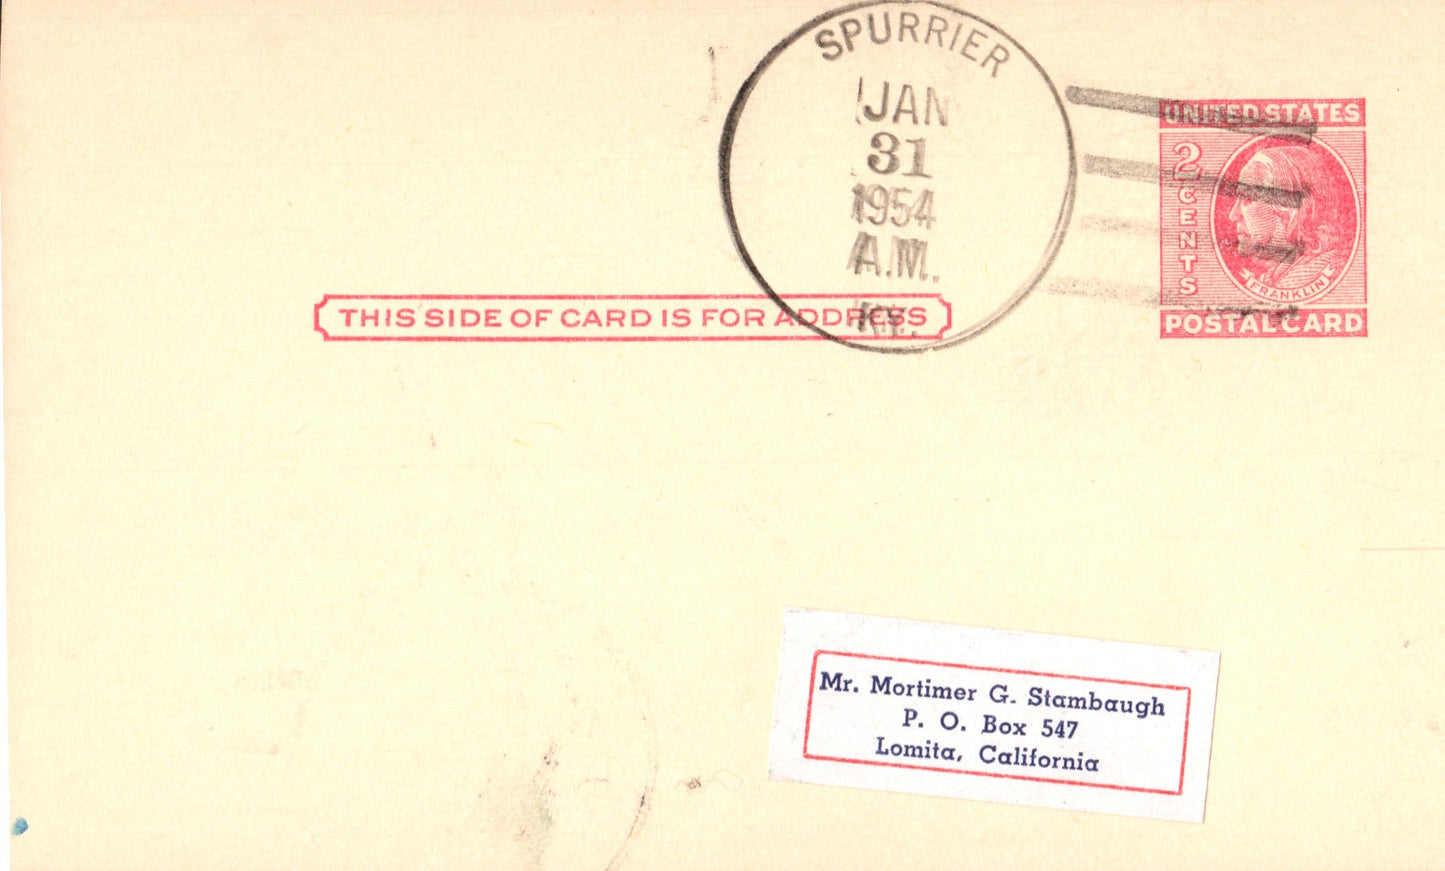 SPURRIER
JAN
31
1954
A.M.
KY.
UNITED STATES
2
CENTS
FRANKLIN
POSTAL CARD
THIS SIDE OF CARD IS FOR ADDRESS
Mr. Mortimer G. Stambaugh
P. O. Box 547
Lomita, California